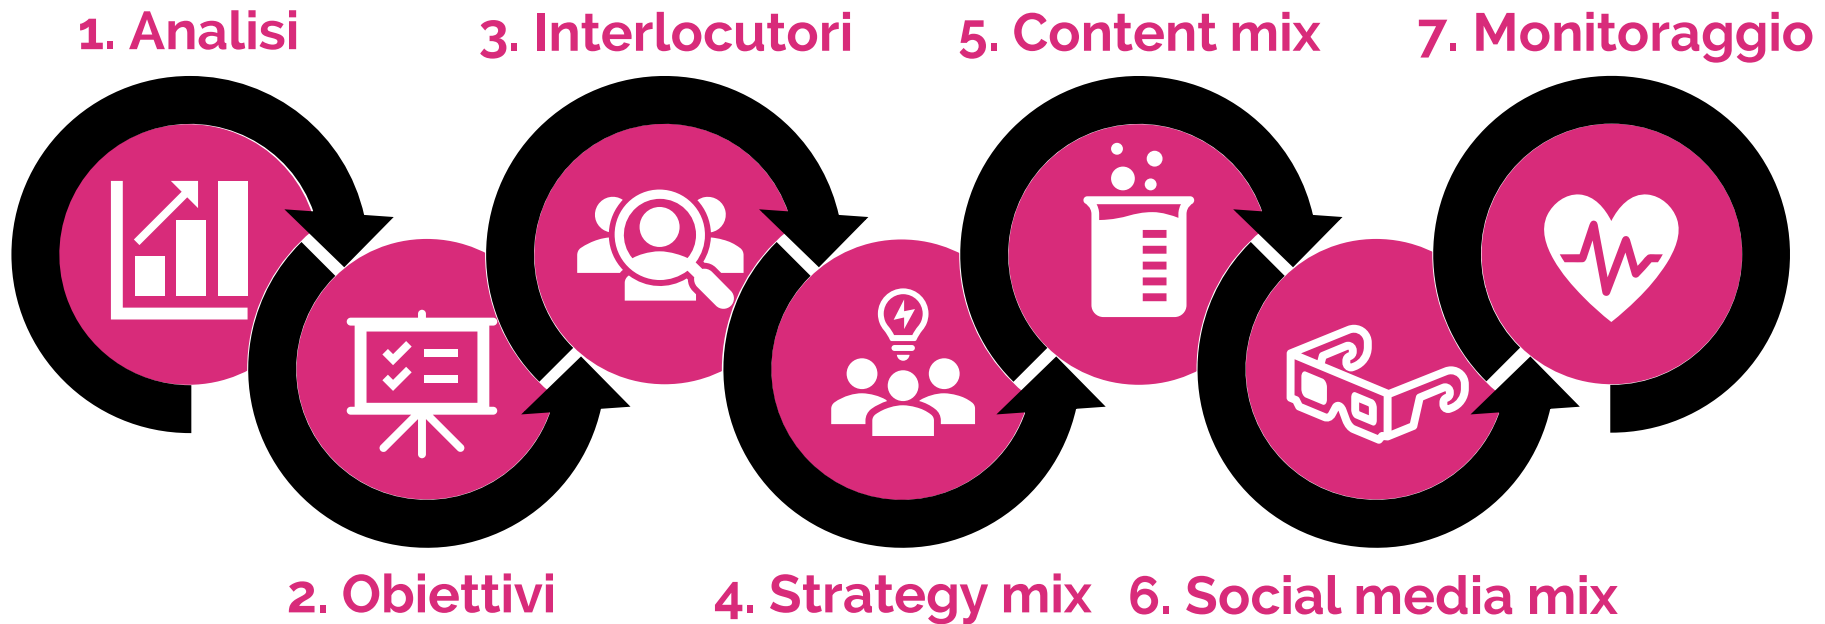 1. Analisi
2. Obiettivi
3. Interlocutori
4. Strategy mix
5. Content mix
6. Social media mix
7. Monitoraggio